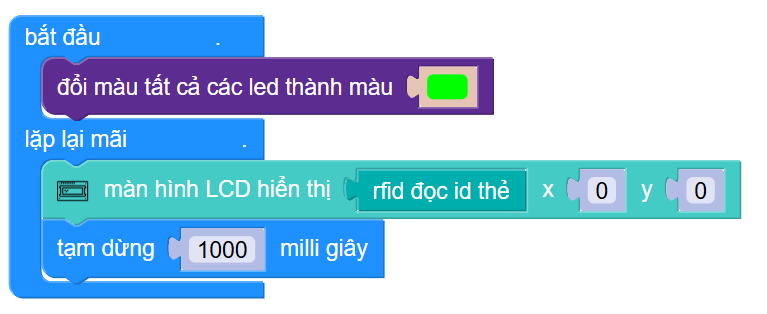 bắt đầu .
đổi màu tất cả các led thành màu
lặp lại mãi .
màn hình LCD hiển thị rfid đọc id thẻ x 0 y 0
tạm dừng 1000 milli giây